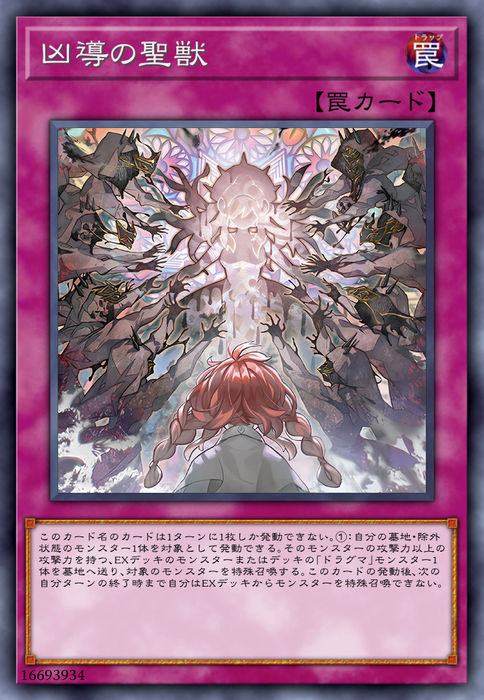 凶導の聖獣
トラップ
罠
【罠カード】
このカード名のカードは1ターンに1枚しか発動できない。①:自分の墓地・除外
状態のモンスター1体を対象として発動できる。そのモンスターの攻撃力以上の
攻撃力を持つ、EXデッキのモンスターまたはデッキの「ドラグマ」モンスター1
体を墓地へ送り、対象のモンスターを特殊召喚する。このカードの発動後、次の
自分ターンの終了時まで自分はEXデッキからモンスターを特殊召喚できない。
16693934